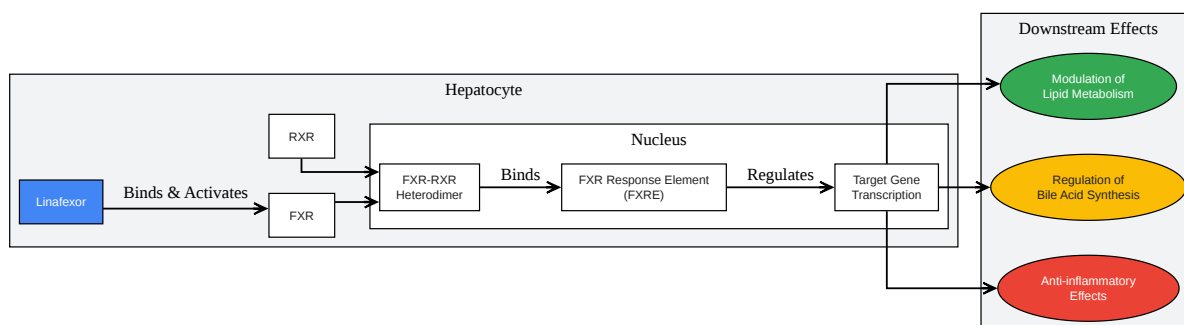 Downstream Effects
Modulation of
Lipid Metabolism
Hepatocyte
RXR
Nucleus
Linafexor
Binds & Activates
FXR
FXR-RXR
Heterodimer
Binds
FXR Response Element
(FXRE)
Regulates
Target Gene
Transcription
Regulation of
Bile Acid Synthesis
Anti-inflammatory
Effects